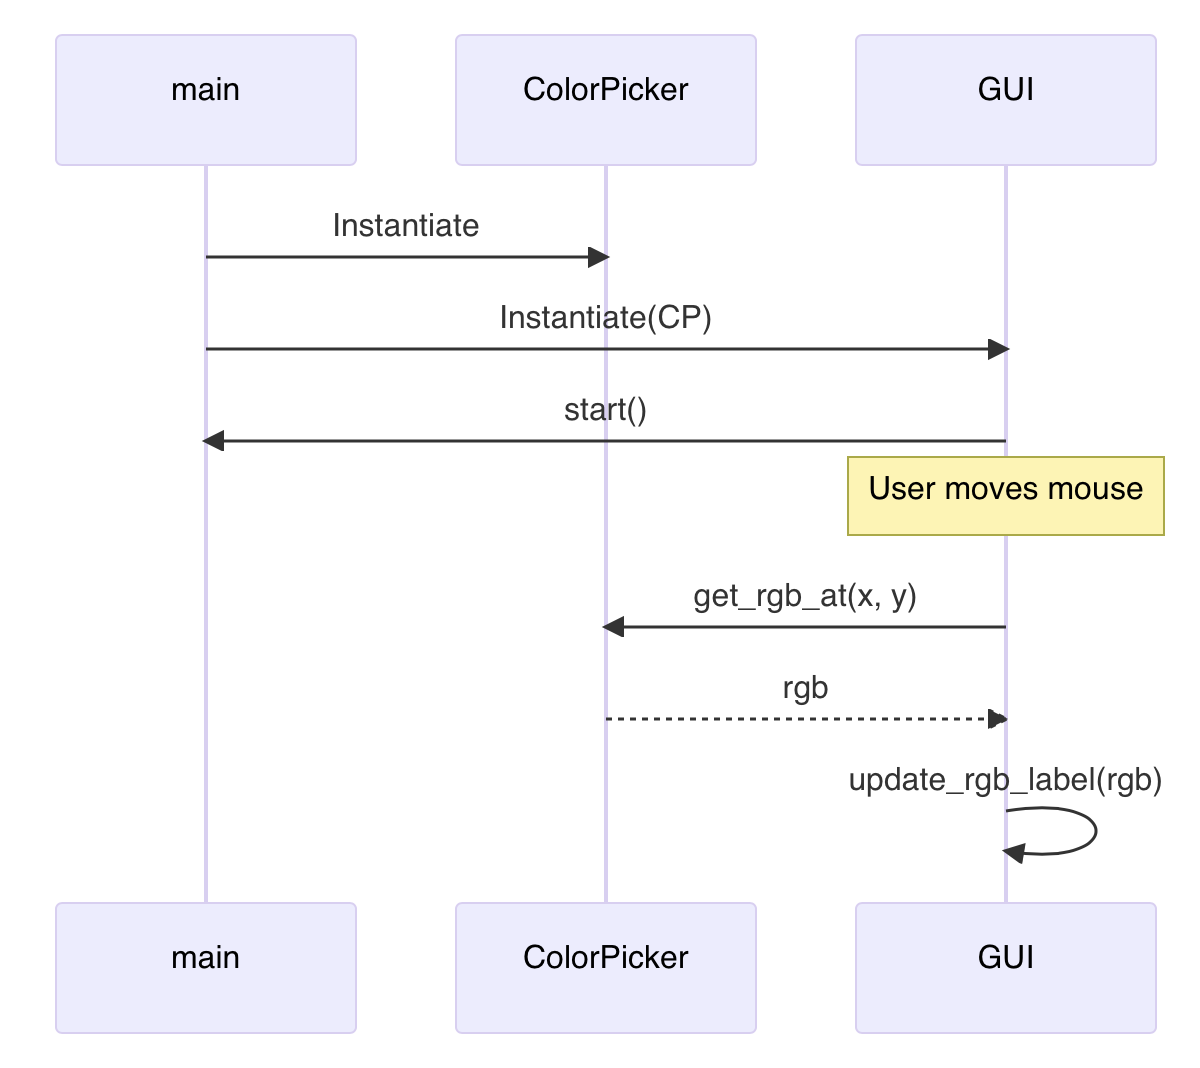 main
ColorPicker
GUI
Instantiate
Instantiate(CP)
start()
User moves mouse
get_rgb_at(x, y)
rgb
update_rgb_label(rgb)
main
ColorPicker
GUI